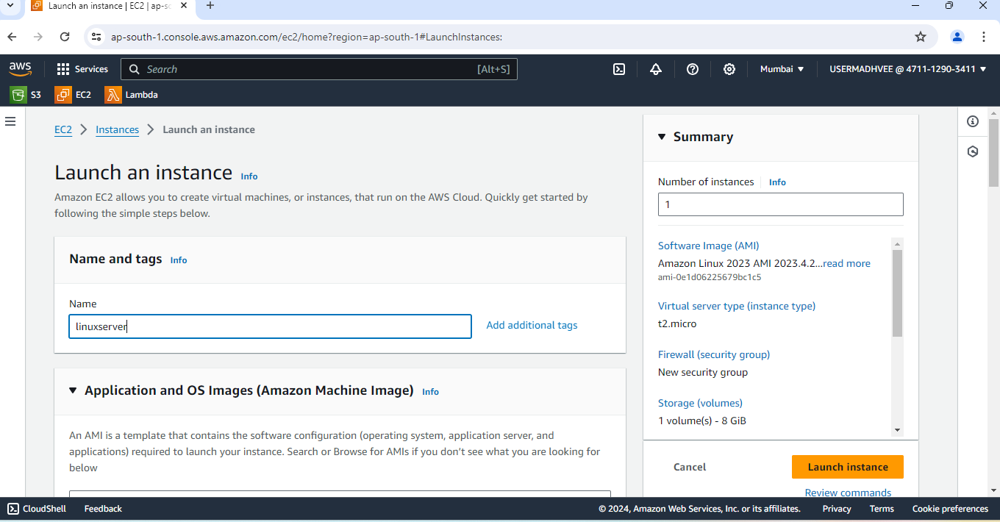 Launch an instance | EC2 | ap-sc
ap-south-1.console.aws.amazon.com/ec2/home?region=ap-south-1#LaunchInstances:
aws
Services
Search
[Alt+S]
Mumbai
USERMADHVEE @ 4711-1290-3411
S3
EC2
Lambda
EC2
Instances
Launch an instance
Launch an instance Info
Amazon EC2 allows you to create virtual machines, or instances, that run on the AWS Cloud. Quickly get started by
following the simple steps below.
Name and tags Info
Name
linuxserver
Add additional tags
Application and OS Images (Amazon Machine Image) Info
An AMI is a template that contains the software configuration (operating system, application server, and
applications) required to launch your instance. Search or Browse for AMIs if you don't see what you are looking for
below
Summary
Number of instances Info
1
Software Image (AMI)
Amazon Linux 2023 AMI 2023.4.2...read more
ami-0e1d06225679bc1c5
Virtual server type (instance type)
t2.micro
Firewall (security group)
New security group
Storage (volumes)
1 volume(s) - 8 GiB
Cancel
Launch instance
Review commands
CloudShell
Feedback
© 2024, Amazon Web Services, Inc. or its affiliates.
Privacy
Terms
Cookie preferences